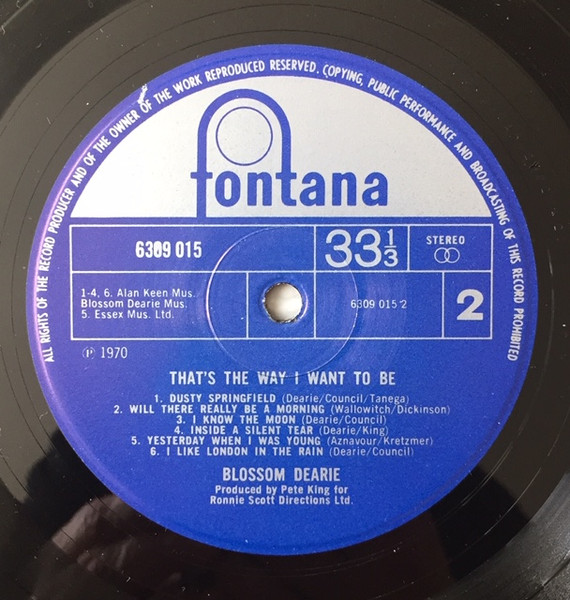 ALL RIGHTS OF THE RECORD PRODUCER AND OF THE OWNER OF THE WORK REPRODUCED RESERVED. COPYING, PUBLIC PERFORMANCE AND BROADCASTING OF THIS RECORD PROHIBITED
fontana
6309 015
33 1/3
STEREO
1-4, 6. Alan Keen Mus.
Blossom Dearie Mus.
5. Essex Mus. Ltd.
6309 015 2
2
℗ 1970
THAT'S THE WAY I WANT TO BE
1. DUSTY SPRINGFIELD (Dearie/Council/Tanega)
2. WILL THERE REALLY BE A MORNING (Wallowitch/Dickinson)
3. I KNOW THE MOON (Dearie/Council)
4. INSIDE A SILENT TEAR (Dearie/King)
5. YESTERDAY WHEN I WAS YOUNG (Aznavour/Kretzmer)
6. I LIKE LONDON IN THE RAIN (Dearie/Council)
BLOSSOM DEARIE
Produced by Pete King for
Ronnie Scott Directions Ltd.